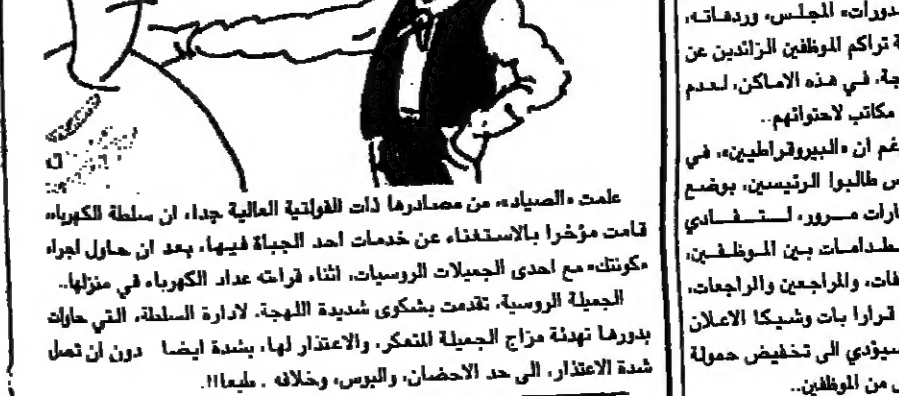 علمت «الصياد»، من مصادرها ذات الفولتية العالية جدا، ان سلطة الكهرباء،
قامت مؤخرا بالاستغناء عن خدمات احد الجباة فيها، بعد ان حاول اجراء
«كونتك» مع احدى الجميلات الروسيات، اثناء قراءته عداد الكهرباء في منزلها..
الجميلة الروسية، تقدمت بشكوى شديدة اللهجة، لادارة السلطة، التي حاولت
بدورها تهدئة مزاج الجميلة المتعكر، والاعتذار لها، بشدة ايضا دون ان تصل
شدة الاعتذار، الى حد الاحضان، والبوس، وخلافه . طبعا!!.
دورات» المجلس، وردهاته،
ة تراكم الموظفين الزائدين عن
جة، في هذه الاماكن، لعدم
مكاتب لاحتوائهم..
رغم ان «البيروقراطيين»، في
س طالبوا الرئيسين، بوضع
ارات مرور، لتفادي
طدامات بين الموظفين،
فات، والمراجعين والراجعات،
قرارا بات وشيكا الاعلان
سيؤدي الى تخفيض حمولة
من الموظفين..